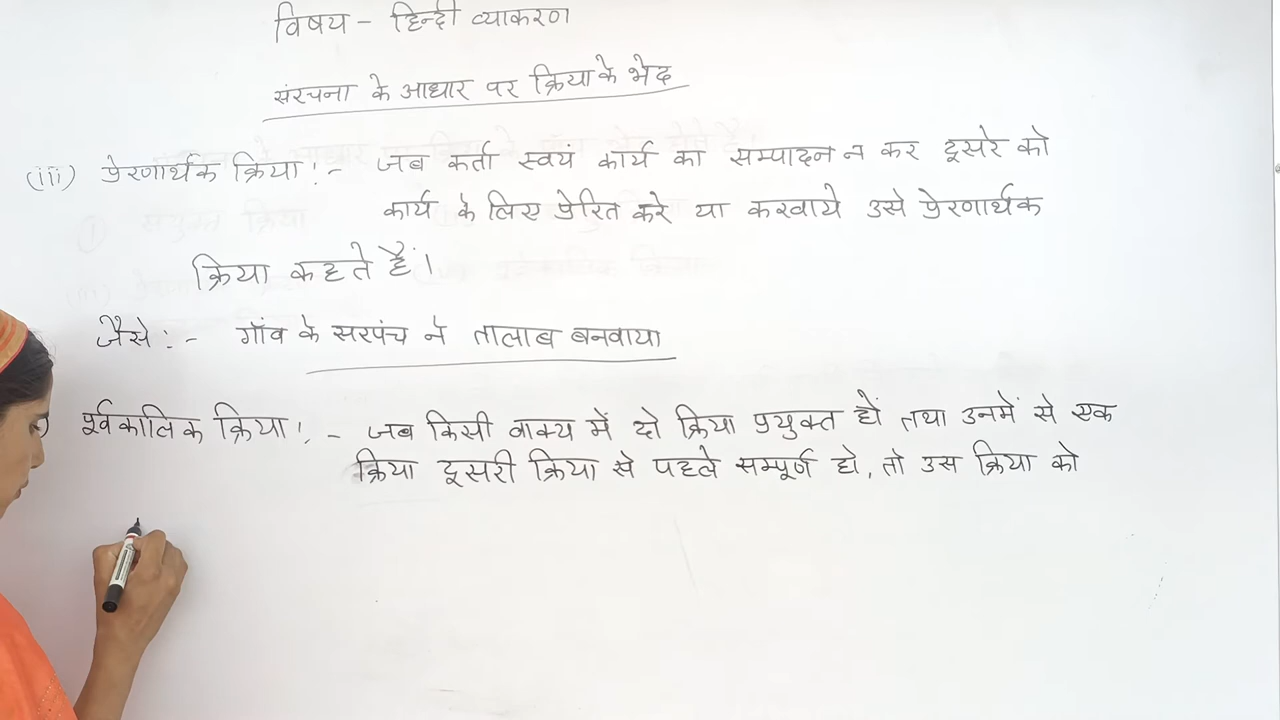 विषय - हिन्दी व्याकरण
संरचना के आधार पर क्रिया के भेद
(iii) प्रेरणार्थक क्रिया :- जब कर्ता स्वयं कार्य का सम्पादन न कर दूसरे को
कार्य के लिए प्रेरित करे या करवाये उसे प्रेरणार्थक
क्रिया कहते हैं।
जैसे :- गाँव के सरपंच ने तालाब बनवाया
) पूर्वकालिक क्रिया :- जब किसी वाक्य में दो क्रिया प्रयुक्त हों तथा उनमें से एक
क्रिया दूसरी क्रिया से पहले सम्पूर्ण हो, तो उस क्रिया को